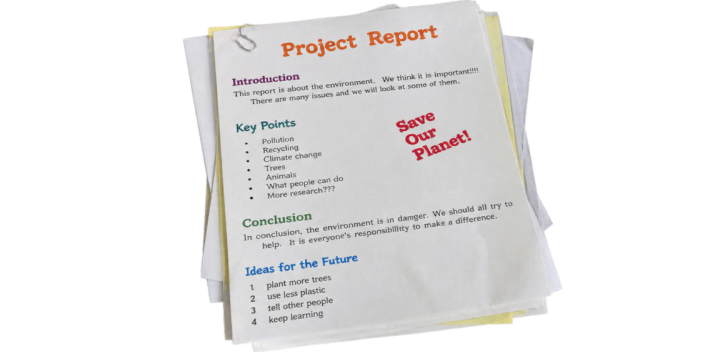 Project Report
Introduction
This report is about the environment. We think it is important!!!!
There are many issues and we will look at some of them.
Key Points
• Pollution
• Recycling
• Climate change
• Trees
• Animals
• What people can do
• More research???
Save
Our
Planet!
Conclusion
In conclusion, the environment is in damger. We should all try to
help. It is everyone's responsibillity to make a difference.
Ideas for the Future
1 plant more trees
2 use less plastic
3 tell other people
4 keep learning